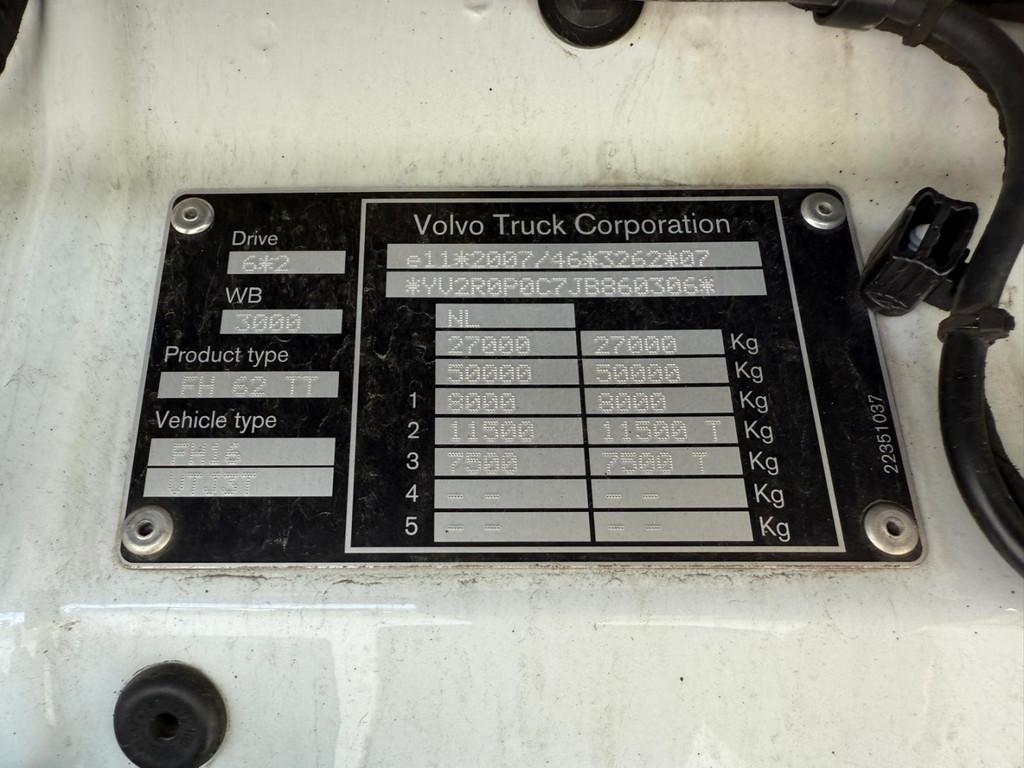 Drive
6*2
WB
3000
Product type
FH 62 TT
Vehicle type
FH16
VTJ3T
Volvo Truck Corporation
e11*2007/46*3262*07
*YV2R0P0C7JB860306*
NL
27000 27000 Kg
50000 50000 Kg
1 8000 8000 Kg
2 11500 11500 T Kg
3 7500 7500 T Kg
4 -- -- Kg
5 -- -- Kg
22351037